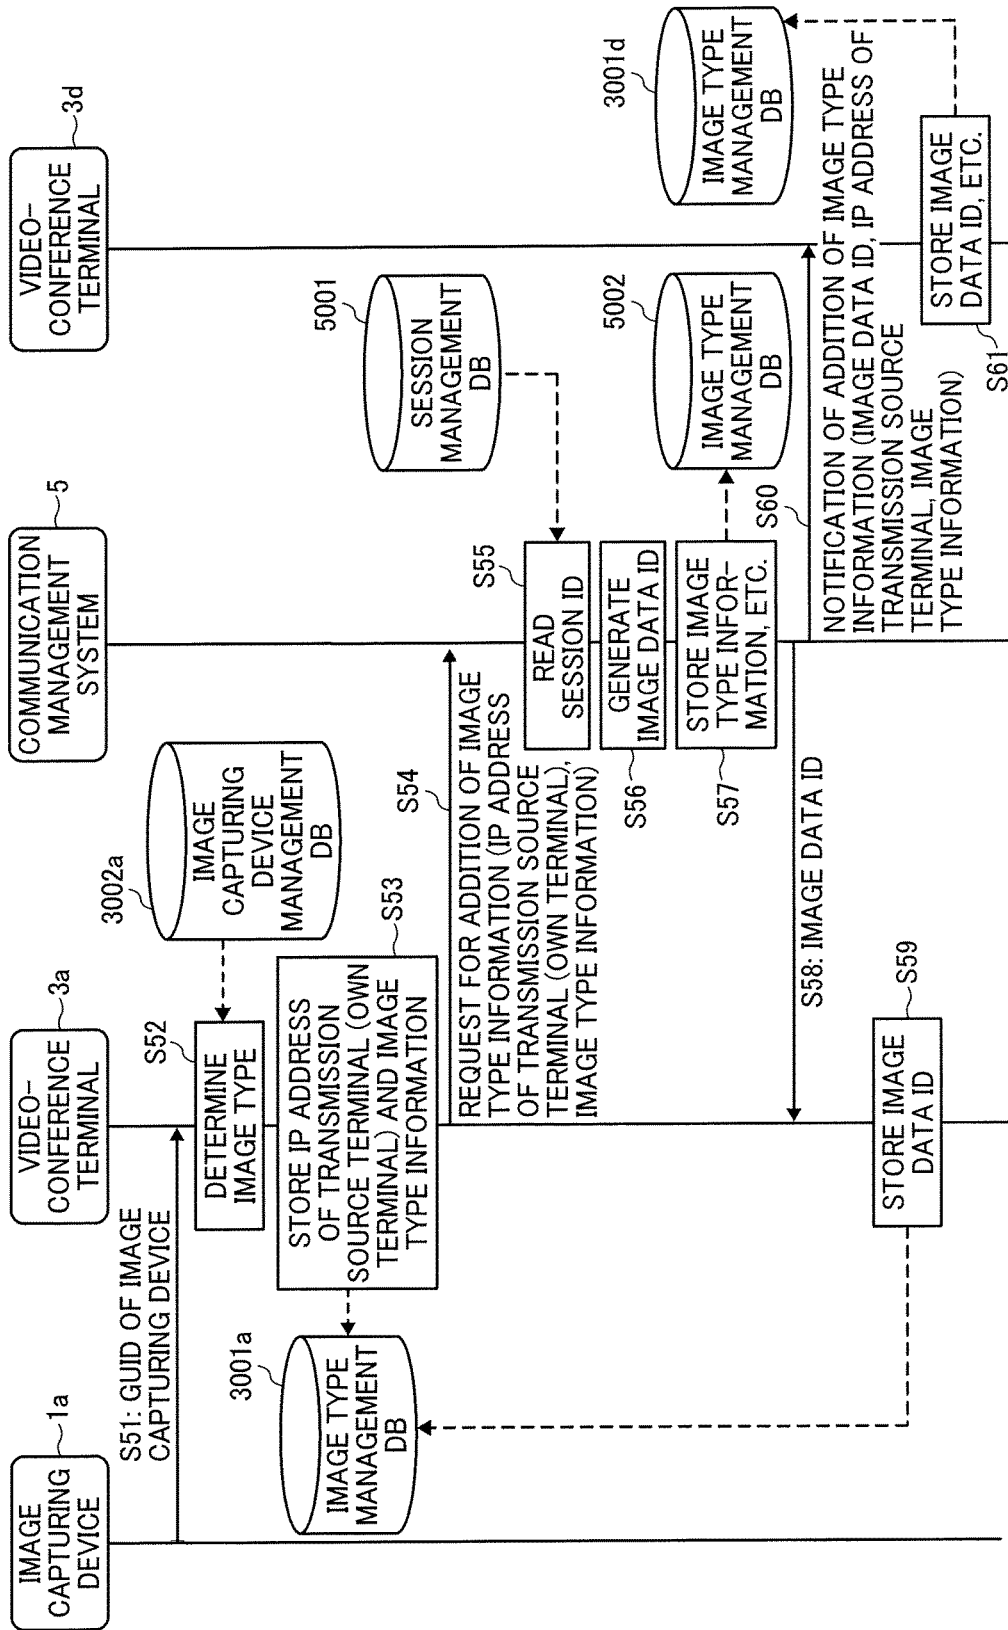 IMAGE
CAPTURING
DEVICE
1a
VIDEO-
CONFERENCE
TERMINAL
3a
COMMUNICATION
MANAGEMENT
SYSTEM
5
VIDEO-
CONFERENCE
TERMINAL
3d
S51: GUID OF IMAGE
CAPTURING DEVICE
3002a
IMAGE
CAPTURING
DEVICE
MANAGEMENT
DB
S52
DETERMINE
IMAGE TYPE
3001a
IMAGE TYPE
MANAGEMENT
DB
S53
STORE IP ADDRESS
OF TRANSMISSION
SOURCE TERMINAL (OWN
TERMINAL) AND IMAGE
TYPE INFORMATION
S54
REQUEST FOR ADDITION OF IMAGE
TYPE INFORMATION (IP ADDRESS
OF TRANSMISSION SOURCE
TERMINAL (OWN TERMINAL),
IMAGE TYPE INFORMATION)
5001
SESSION
MANAGEMENT
DB
S55
READ
SESSION ID
S56
GENERATE
IMAGE DATA ID
S57
STORE IMAGE
TYPE INFOR-
MATION, ETC.
5002
IMAGE TYPE
MANAGEMENT
DB
S58: IMAGE DATA ID
S59
STORE IMAGE
DATA ID
S60
NOTIFICATION OF ADDITION OF IMAGE TYPE
INFORMATION (IMAGE DATA ID, IP ADDRESS OF
TRANSMISSION SOURCE
TERMINAL, IMAGE
TYPE INFORMATION)
3001d
IMAGE TYPE
MANAGEMENT
DB
STORE IMAGE
DATA ID, ETC.
S61